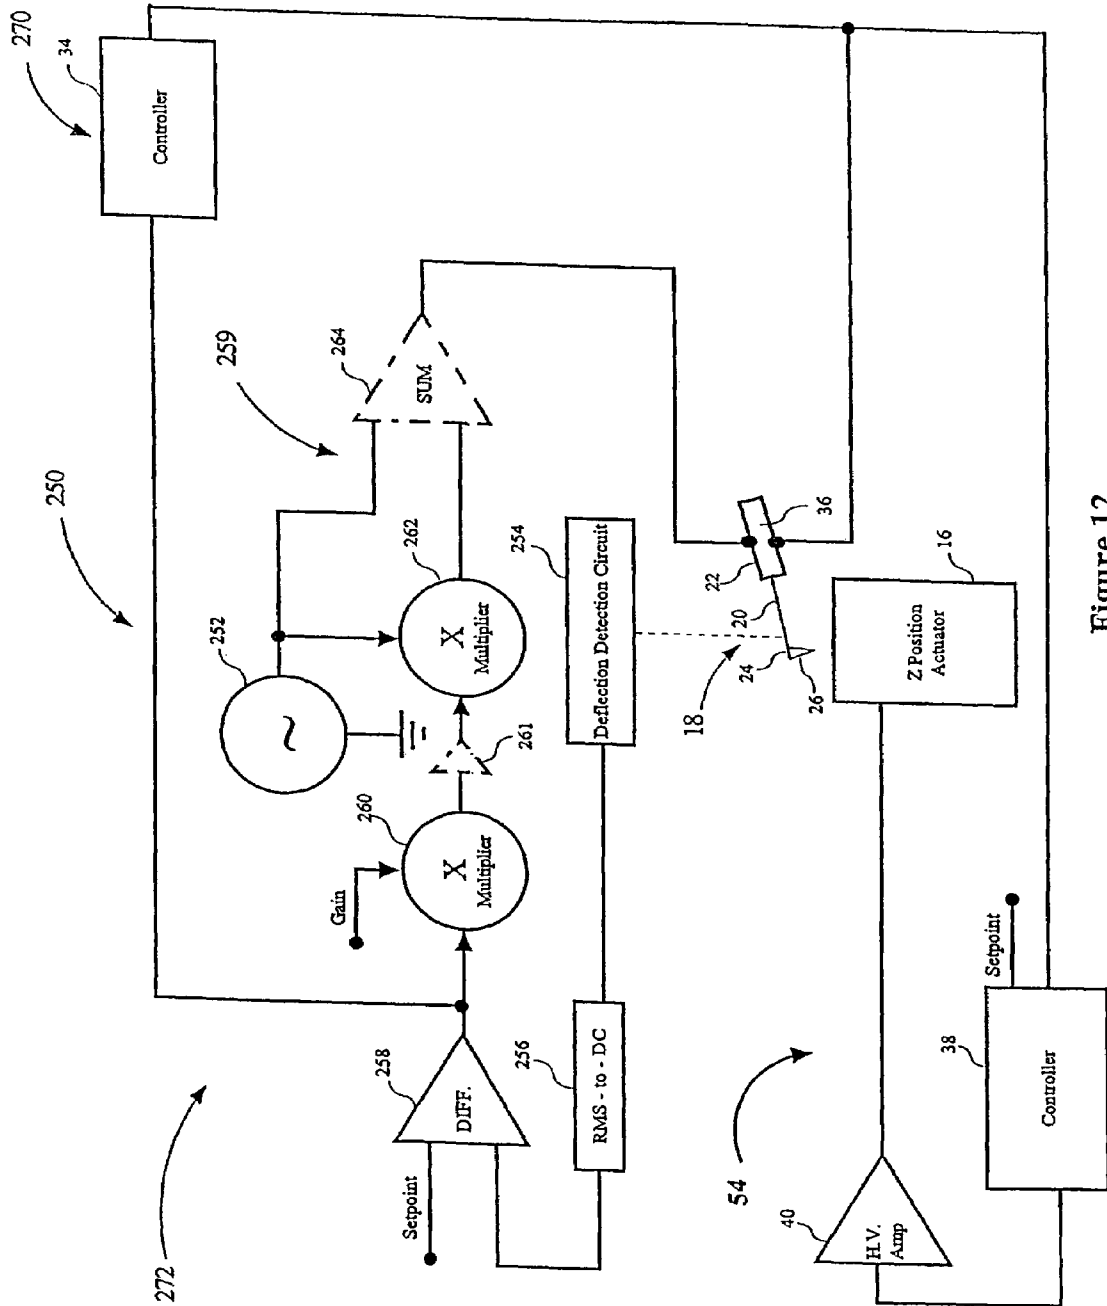 270
34
250
Controller
272
252
259
~
Gain
264
260
258
262
Setpoint
SUM
DIFF.
X
Multiplier
X
Multiplier
261
256
254
RMS - to - DC
Deflection Detection Circuit
18
22
36
20
24
26
54
40
16
Z Position
Actuator
H.V.
Amp
38
Setpoint
Controller
Figure 12